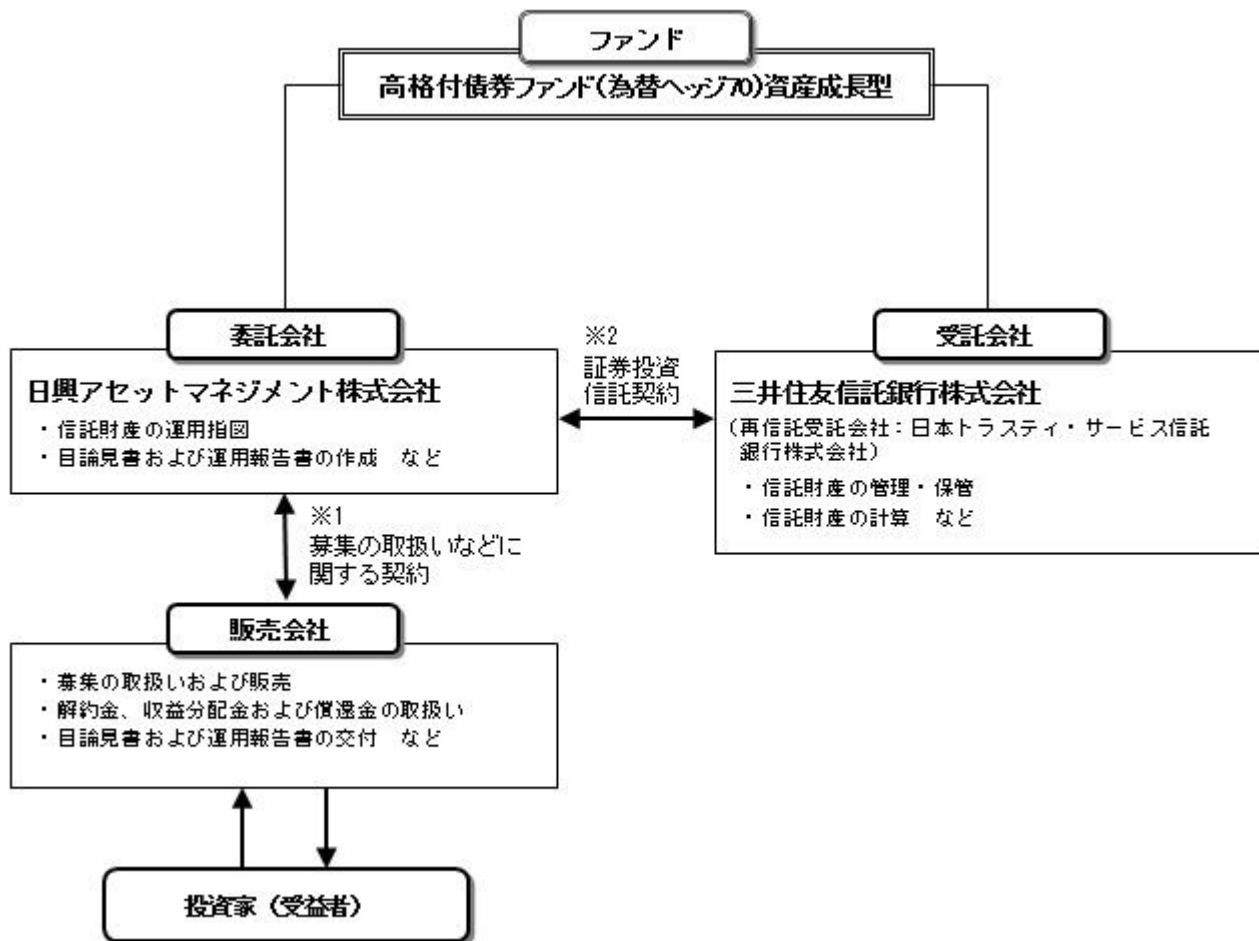 ファンド
高格付債券ファンド(為替ヘッジ70)資産成長型
委託会社
日興アセットマネジメント株式会社
・信託財産の運用指図
・目論見書および運用報告書の作成　など
※2
証券投資
信託契約
受託会社
三井住友信託銀行株式会社
(再信託受託会社：日本トラスティ・サービス信託
銀行株式会社)
・信託財産の管理・保管
・信託財産の計算　など
※1
募集の取扱いなどに
関する契約
販売会社
・募集の取扱いおよび販売
・解約金、収益分配金および償還金の取扱い
・目論見書および運用報告書の交付　など
投資家（受益者）